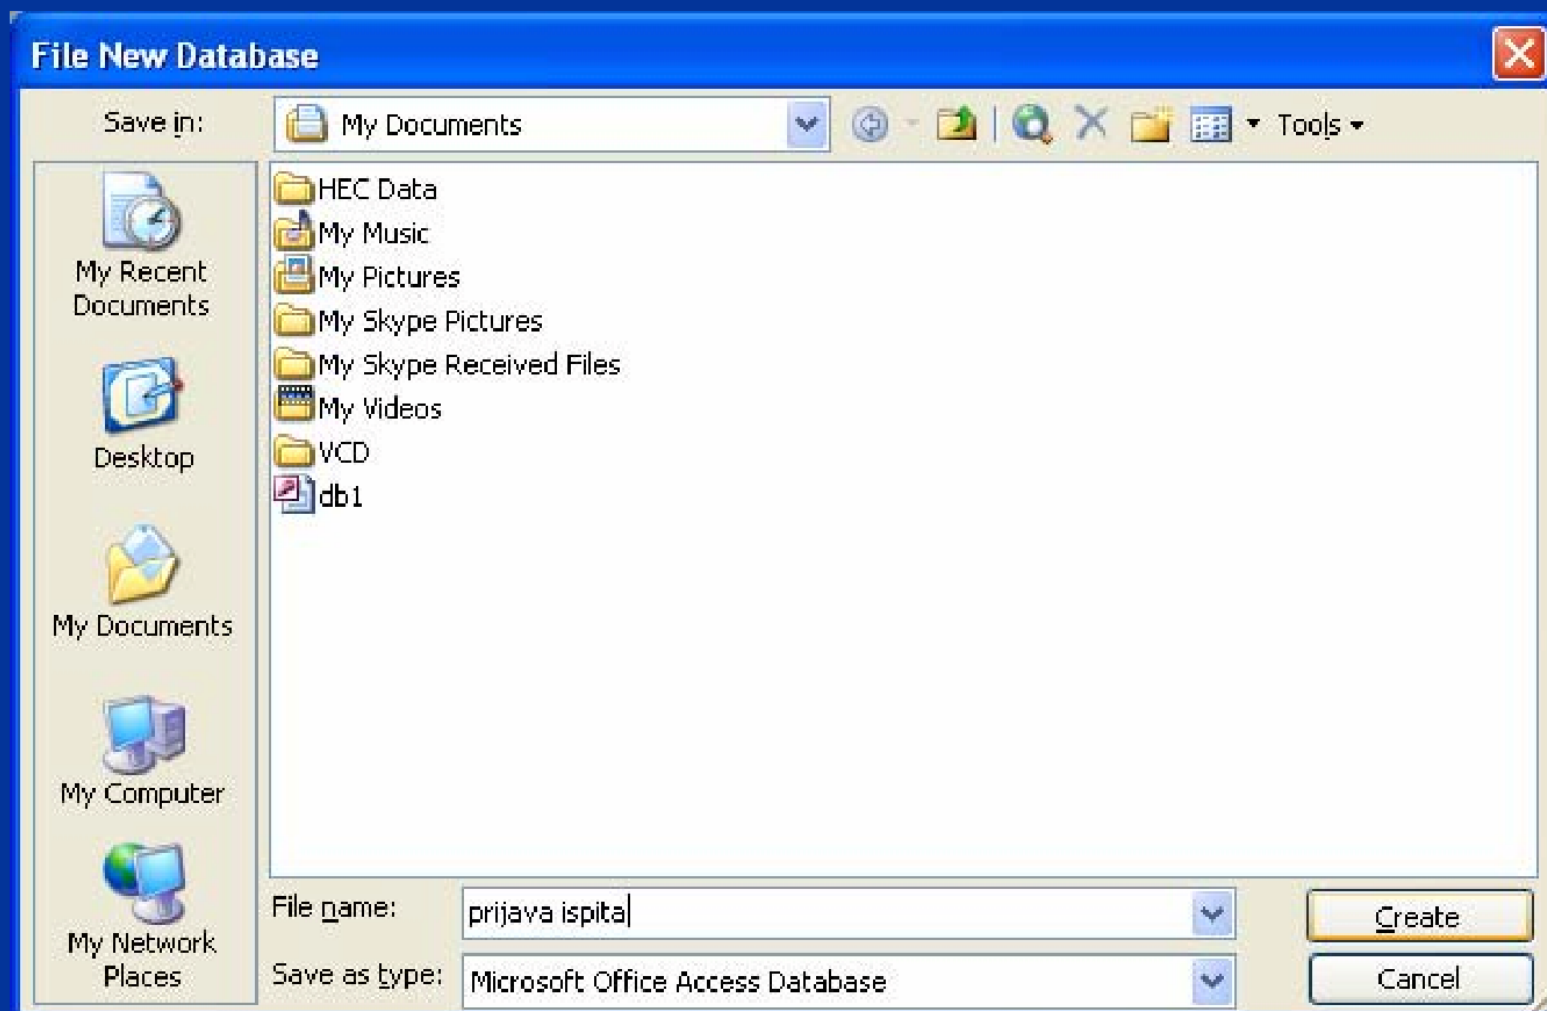 File New Database
Save in:
My Documents
Tools
My Recent
Documents
Desktop
My Documents
My Computer
My Network
Places
HEC Data
My Music
My Pictures
My Skype Pictures
My Skype Received Files
My Videos
VCD
db1
File name:
prijava ispita
Create
Save as type:
Microsoft Office Access Database
Cancel